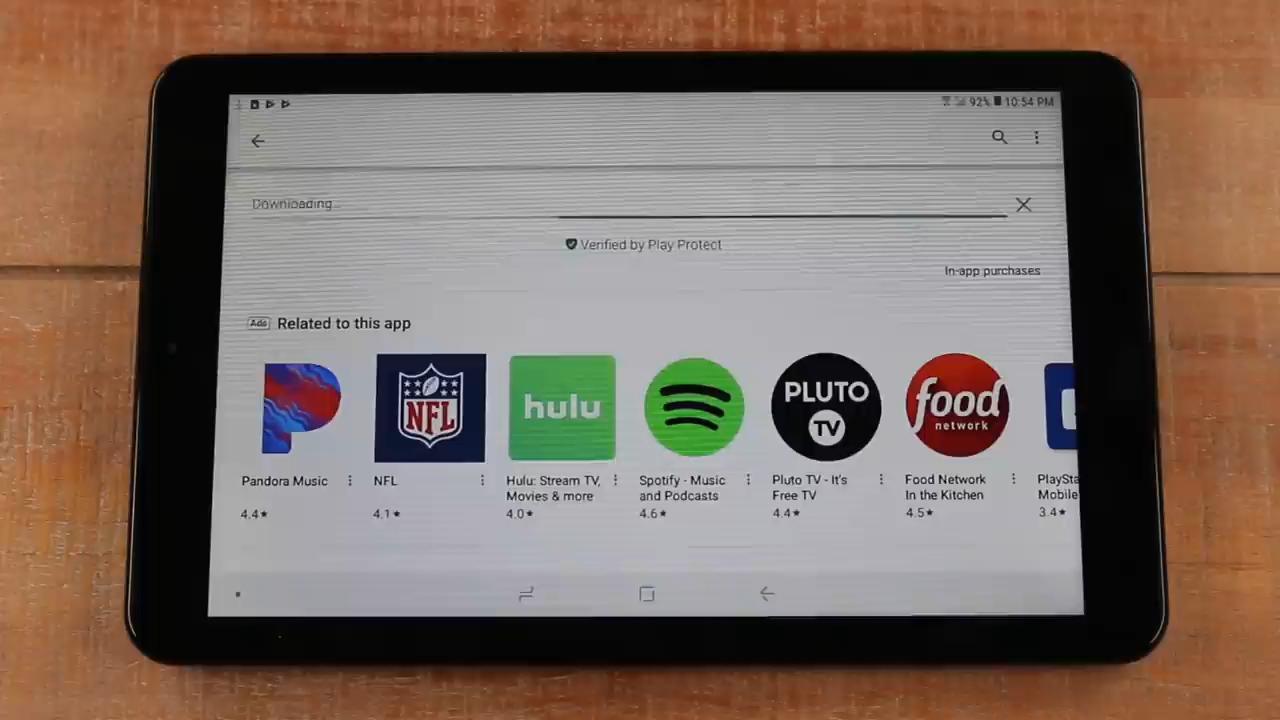 92% 10:54 PM
Downloading...
Verified by Play Protect
In-app purchases
Ads Related to this app
NFL
hulu
PLUTO
TV
food
network
Pandora Music
4.4★
NFL
4.1★
Hulu: Stream TV,
Movies & more
4.0★
Spotify - Music
and Podcasts
4.6★
Pluto TV - It's
Free TV
4.4★
Food Network
In the Kitchen
4.5★
PlaySta
Mobile
3.4★